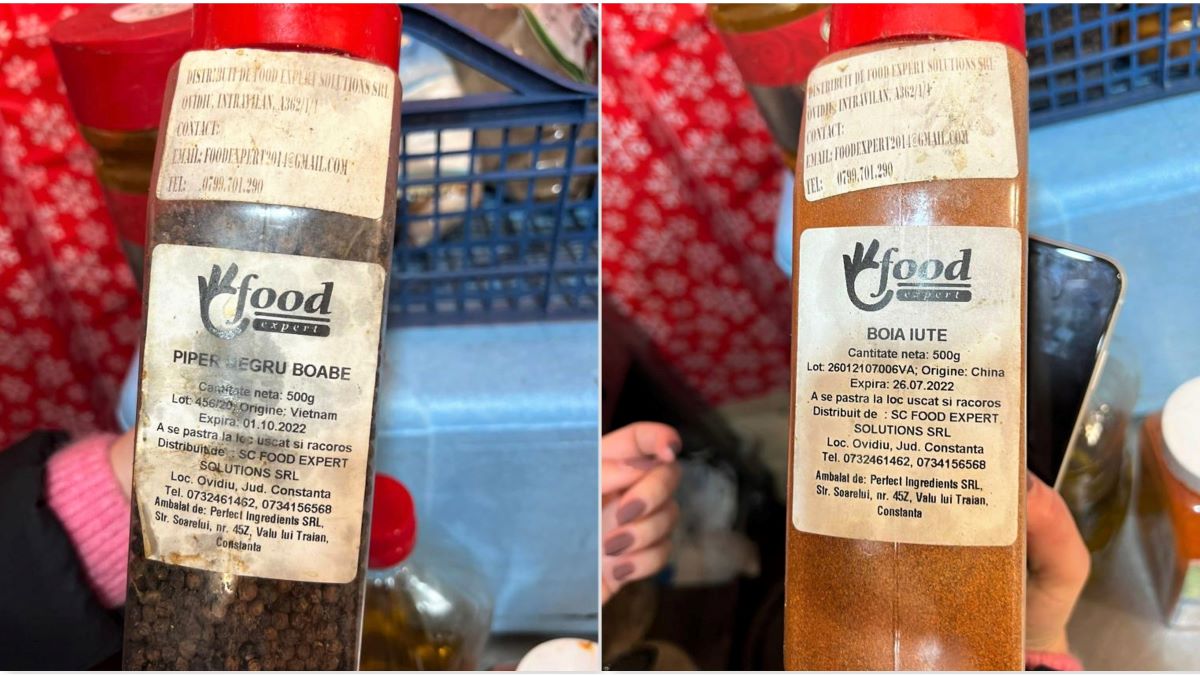 DISTRIBUIT DE FOOD EXPERT SOLUTIONS SRL
OVIDIU, INTRAVILAN, A362/1/1
CONTACT:
EMAIL: FOODEXPERT2014@GMAIL.COM
TEL: 0799.701.290
food
expert
PIPER NEGRU BOABE
Cantitate neta: 500g
Lot: 456/20; Origine: Vietnam
Expira: 01.10.2022
A se pastra la loc uscat si racoros
Distribuit de : SC FOOD EXPERT
SOLUTIONS SRL
Loc. Ovidiu, Jud. Constanta
Tel. 0732461462, 0734156568
Ambalat de: Perfect Ingredients SRL,
Str. Soarelui, nr. 45Z, Valu lui Traian,
Constanta
DISTRIBUIT DE FOOD EXPERT SOLUTIONS SRL
OVIDIU, INTRAVILAN, A362/1/1
CONTACT:
EMAIL: FOODEXPERT2014@GMAIL.COM
TEL: 0799.701.290
food
expert
BOIA IUTE
Cantitate neta: 500g
Lot: 26012107006VA; Origine: China
Expira: 26.07.2022
A se pastra la loc uscat si racoros
Distribuit de : SC FOOD EXPERT
SOLUTIONS SRL
Loc. Ovidiu, Jud. Constanta
Tel. 0732461462, 0734156568
Ambalat de: Perfect Ingredients SRL,
Str. Soarelui, nr. 45Z, Valu lui Traian,
Constanta